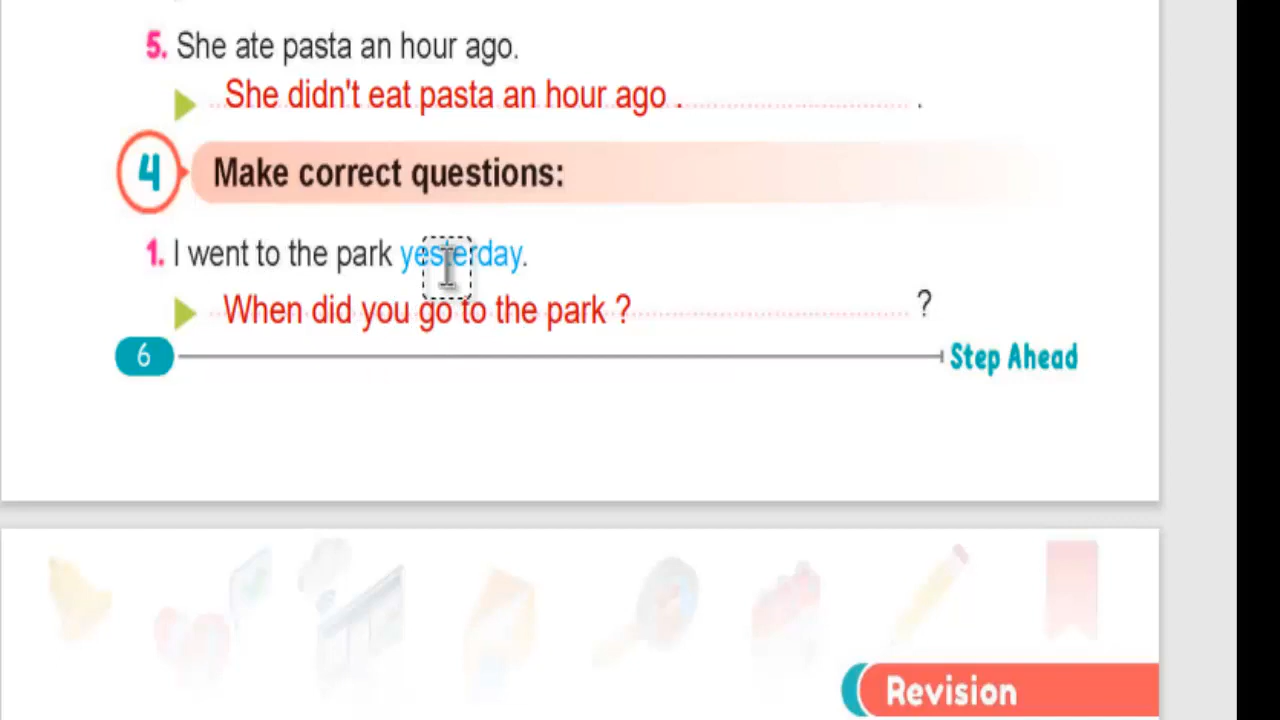 5. She ate pasta an hour ago.
She didn't eat pasta an hour ago . .
4 Make correct questions:
1. I went to the park yesterday.
When did you go to the park ? ?
6 Step Ahead
Revision